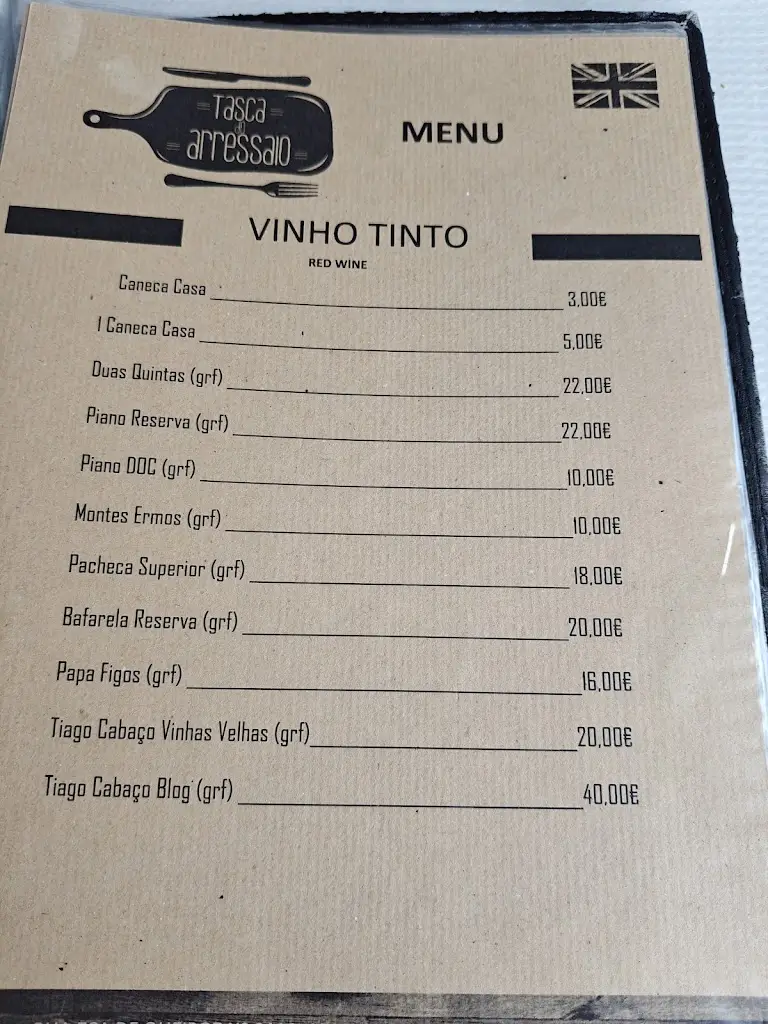 Tasca
do
arressaio
MENU
VINHO TINTO
RED WINE
Caneca Casa 3,00€
1 Caneca Casa 5,00€
Duas Quintas (grf) 22,00€
Piano Reserva (grf) 22,00€
Piano DOC (grf) 10,00€
Montes Ermos (grf) 10,00€
Pacheca Superior (grf) 18,00€
Bafarela Reserva (grf) 20,00€
Papa Figos (grf) 16,00€
Tiago Cabaço Vinhas Velhas (grf) 20,00€
Tiago Cabaço Blog (grf) 40,00€